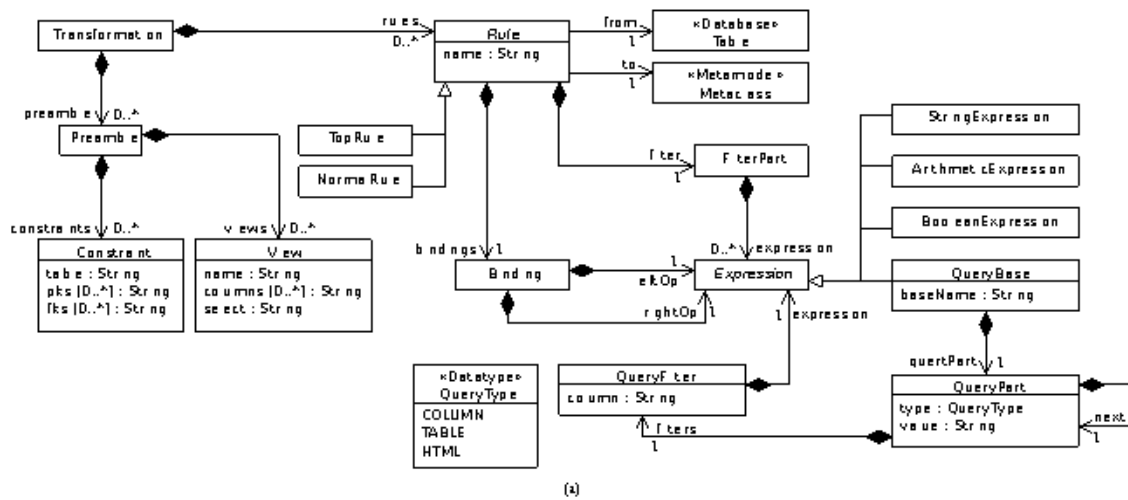 Transformation
rules
0..*
Rule
name : String
from
1
«Database»
Table
to
1
«Metamodel»
Metaclass
preamble
0..*
Preamble
TopRule
NormalRule
filter
1
FilterPart
StringExpression
ArithmeticExpression
BooleanExpression
constraints
0..*
views
0..*
Constraint
table : String
pks [0..*] : String
fks [0..*] : String
View
name : String
columns [0..*] : String
select : String
bindings
1
Binding
1
leftOp
rightOp
1
0..*
expression
Expression
1
expression
QueryBase
baseName : String
quertPart
1
«Datatype»
QueryType
COLUMN
TABLE
HTML
QueryFilter
column : String
filters
1
QueryPart
type : QueryType
value : String
next
1
(a)